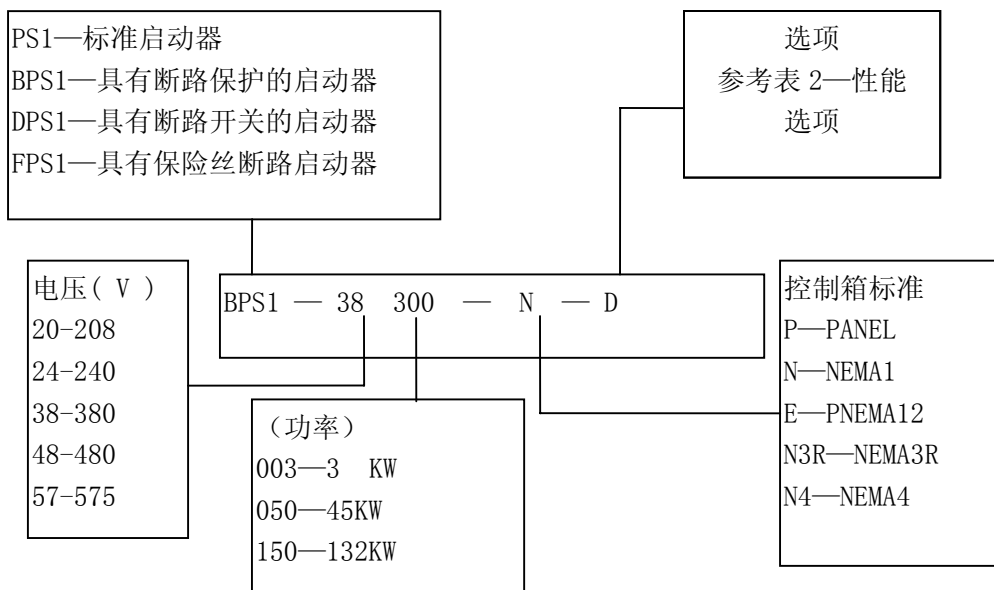 PS1—标准启动器
BPS1—具有断路保护的启动器
DPS1—具有断路开关的启动器
FPS1—具有保险丝断路启动器
选项
参考表 2—性能
选项
电压( V )
20-208
24-240
38-380
48-480
57-575
BPS1 — 38 300 — N — D
(功率)
003—3 KW
050—45KW
150—132KW
控制箱标准
P—PANEL
N—NEMA1
E—PNEMA12
N3R—NEMA3R
N4—NEMA4